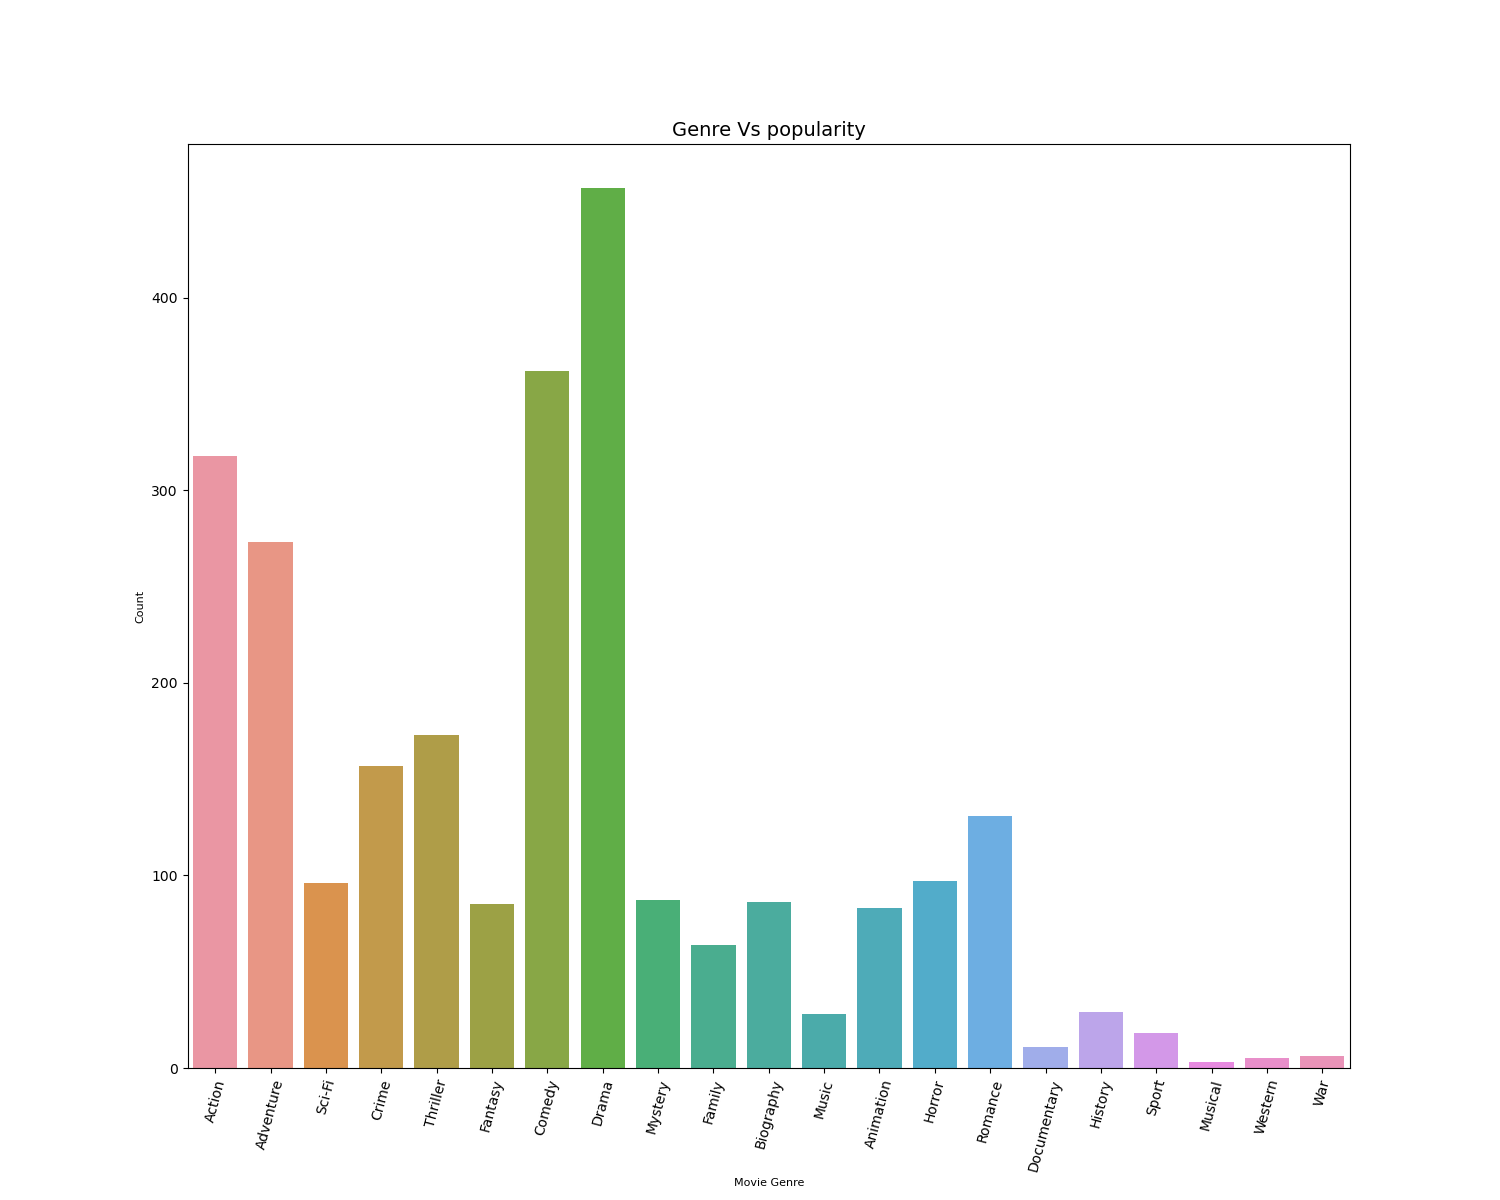 Genre Vs popularity
400
300
200
100
0
Count
Action
Adventure
Sci-Fi
Crime
Thriller
Fantasy
Comedy
Drama
Mystery
Family
Biography
Music
Animation
Horror
Romance
Documentary
History
Sport
Musical
Western
War
Movie Genre